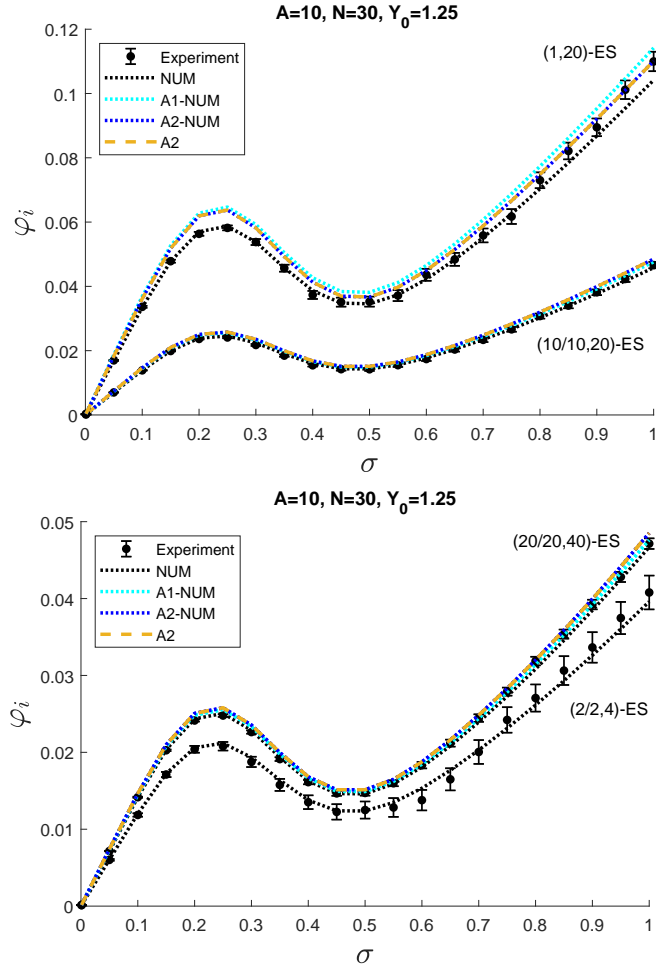 A=10, N=30, Y_0=1.25
Experiment
NUM
A1-NUM
A2-NUM
A2
(1,20)-ES
(10/10,20)-ES
φ_i
0.12
0.1
0.08
0.06
0.04
0.02
0
0 0.1 0.2 0.3 0.4 0.5 0.6 0.7 0.8 0.9 1
σ
A=10, N=30, Y_0=1.25
Experiment
NUM
A1-NUM
A2-NUM
A2
(20/20,40)-ES
(2/2,4)-ES
φ_i
0.05
0.04
0.03
0.02
0.01
0
0 0.1 0.2 0.3 0.4 0.5 0.6 0.7 0.8 0.9 1
σ